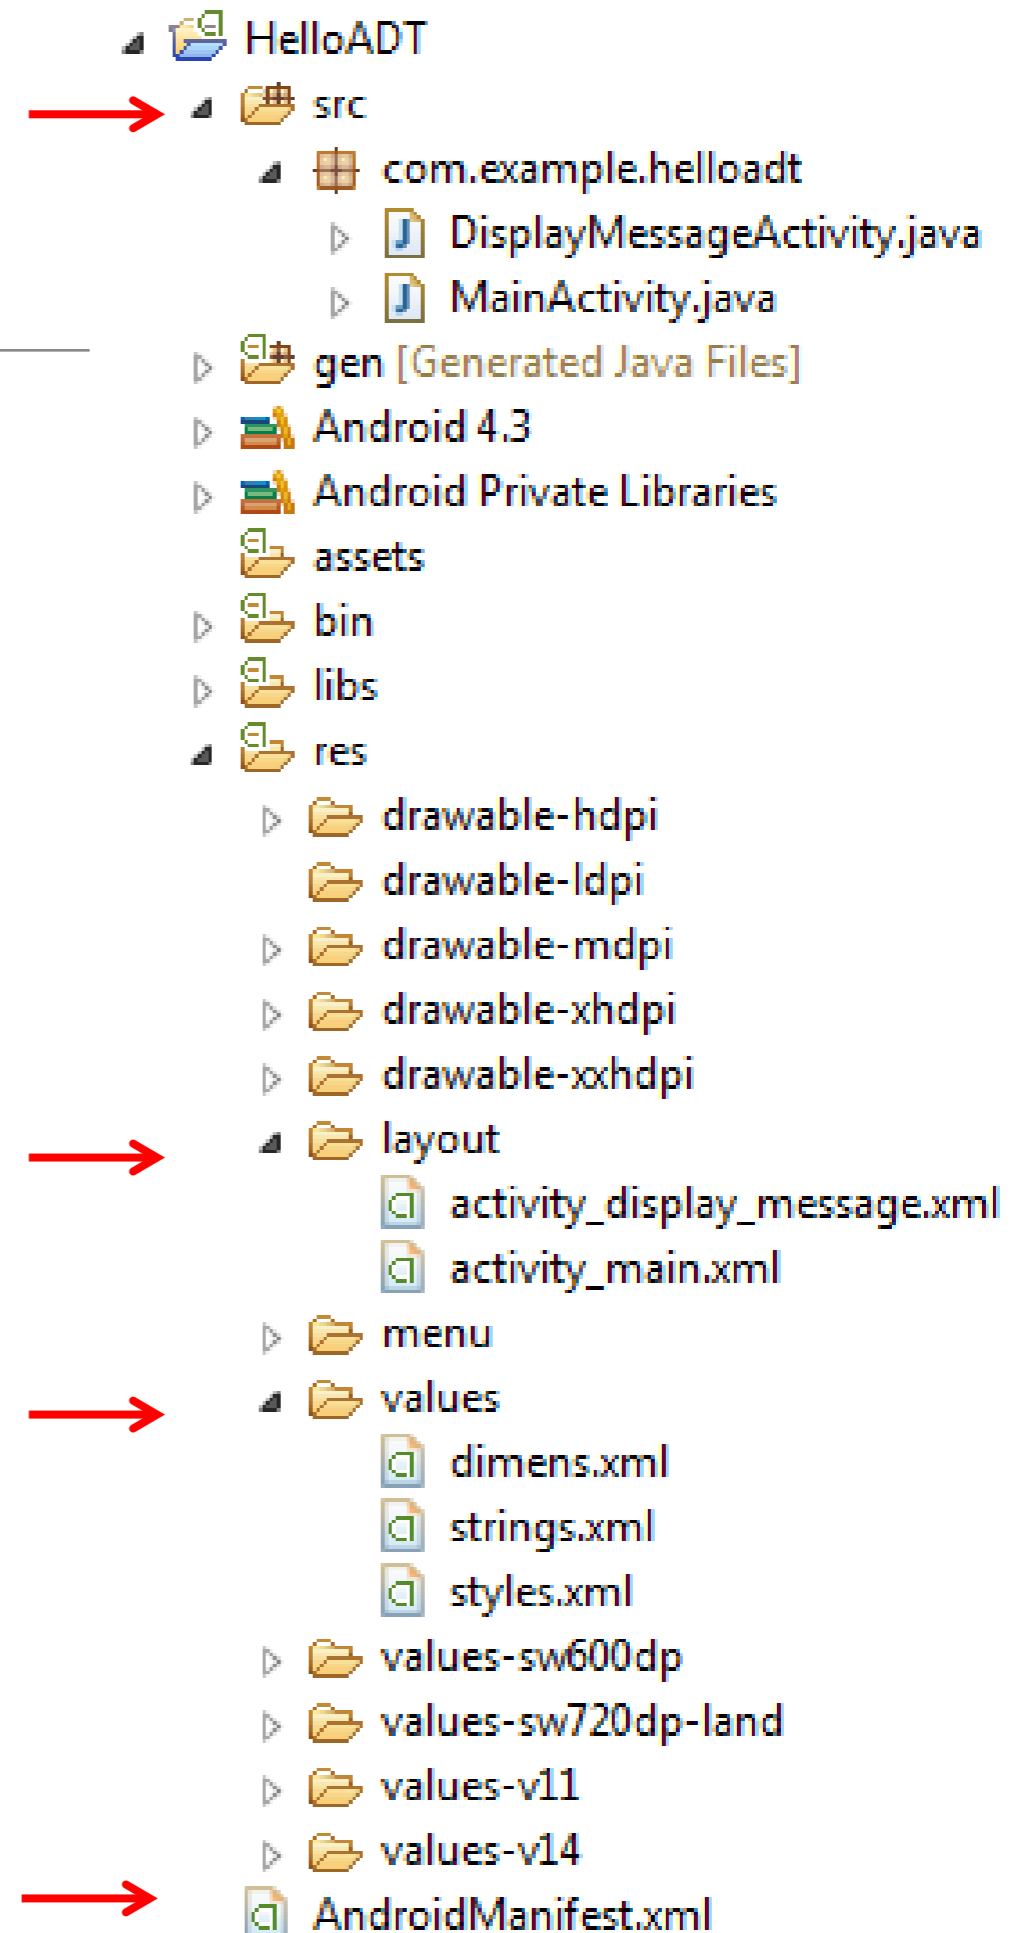 HelloADT
src
com.example.helloadt
DisplayMessageActivity.java
MainActivity.java
gen [Generated Java Files]
Android 4.3
Android Private Libraries
assets
bin
libs
res
drawable-hdpi
drawable-ldpi
drawable-mdpi
drawable-xhdpi
drawable-xxhdpi
layout
activity_display_message.xml
activity_main.xml
menu
values
dimens.xml
strings.xml
styles.xml
values-sw600dp
values-sw720dp-land
values-v11
values-v14
AndroidManifest.xml